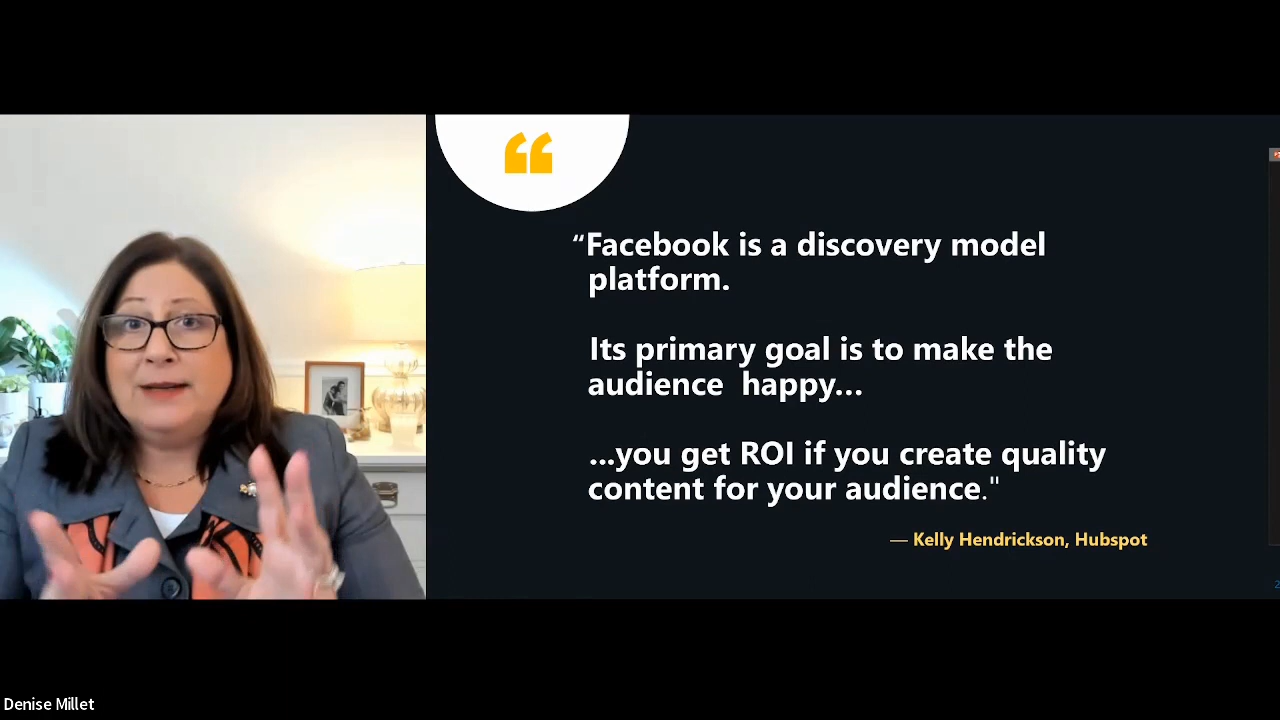 “Facebook is a discovery model
platform.
Its primary goal is to make the
audience  happy...
...you get ROI if you create quality
content for your audience."
— Kelly Hendrickson, Hubspot
Denise Millet